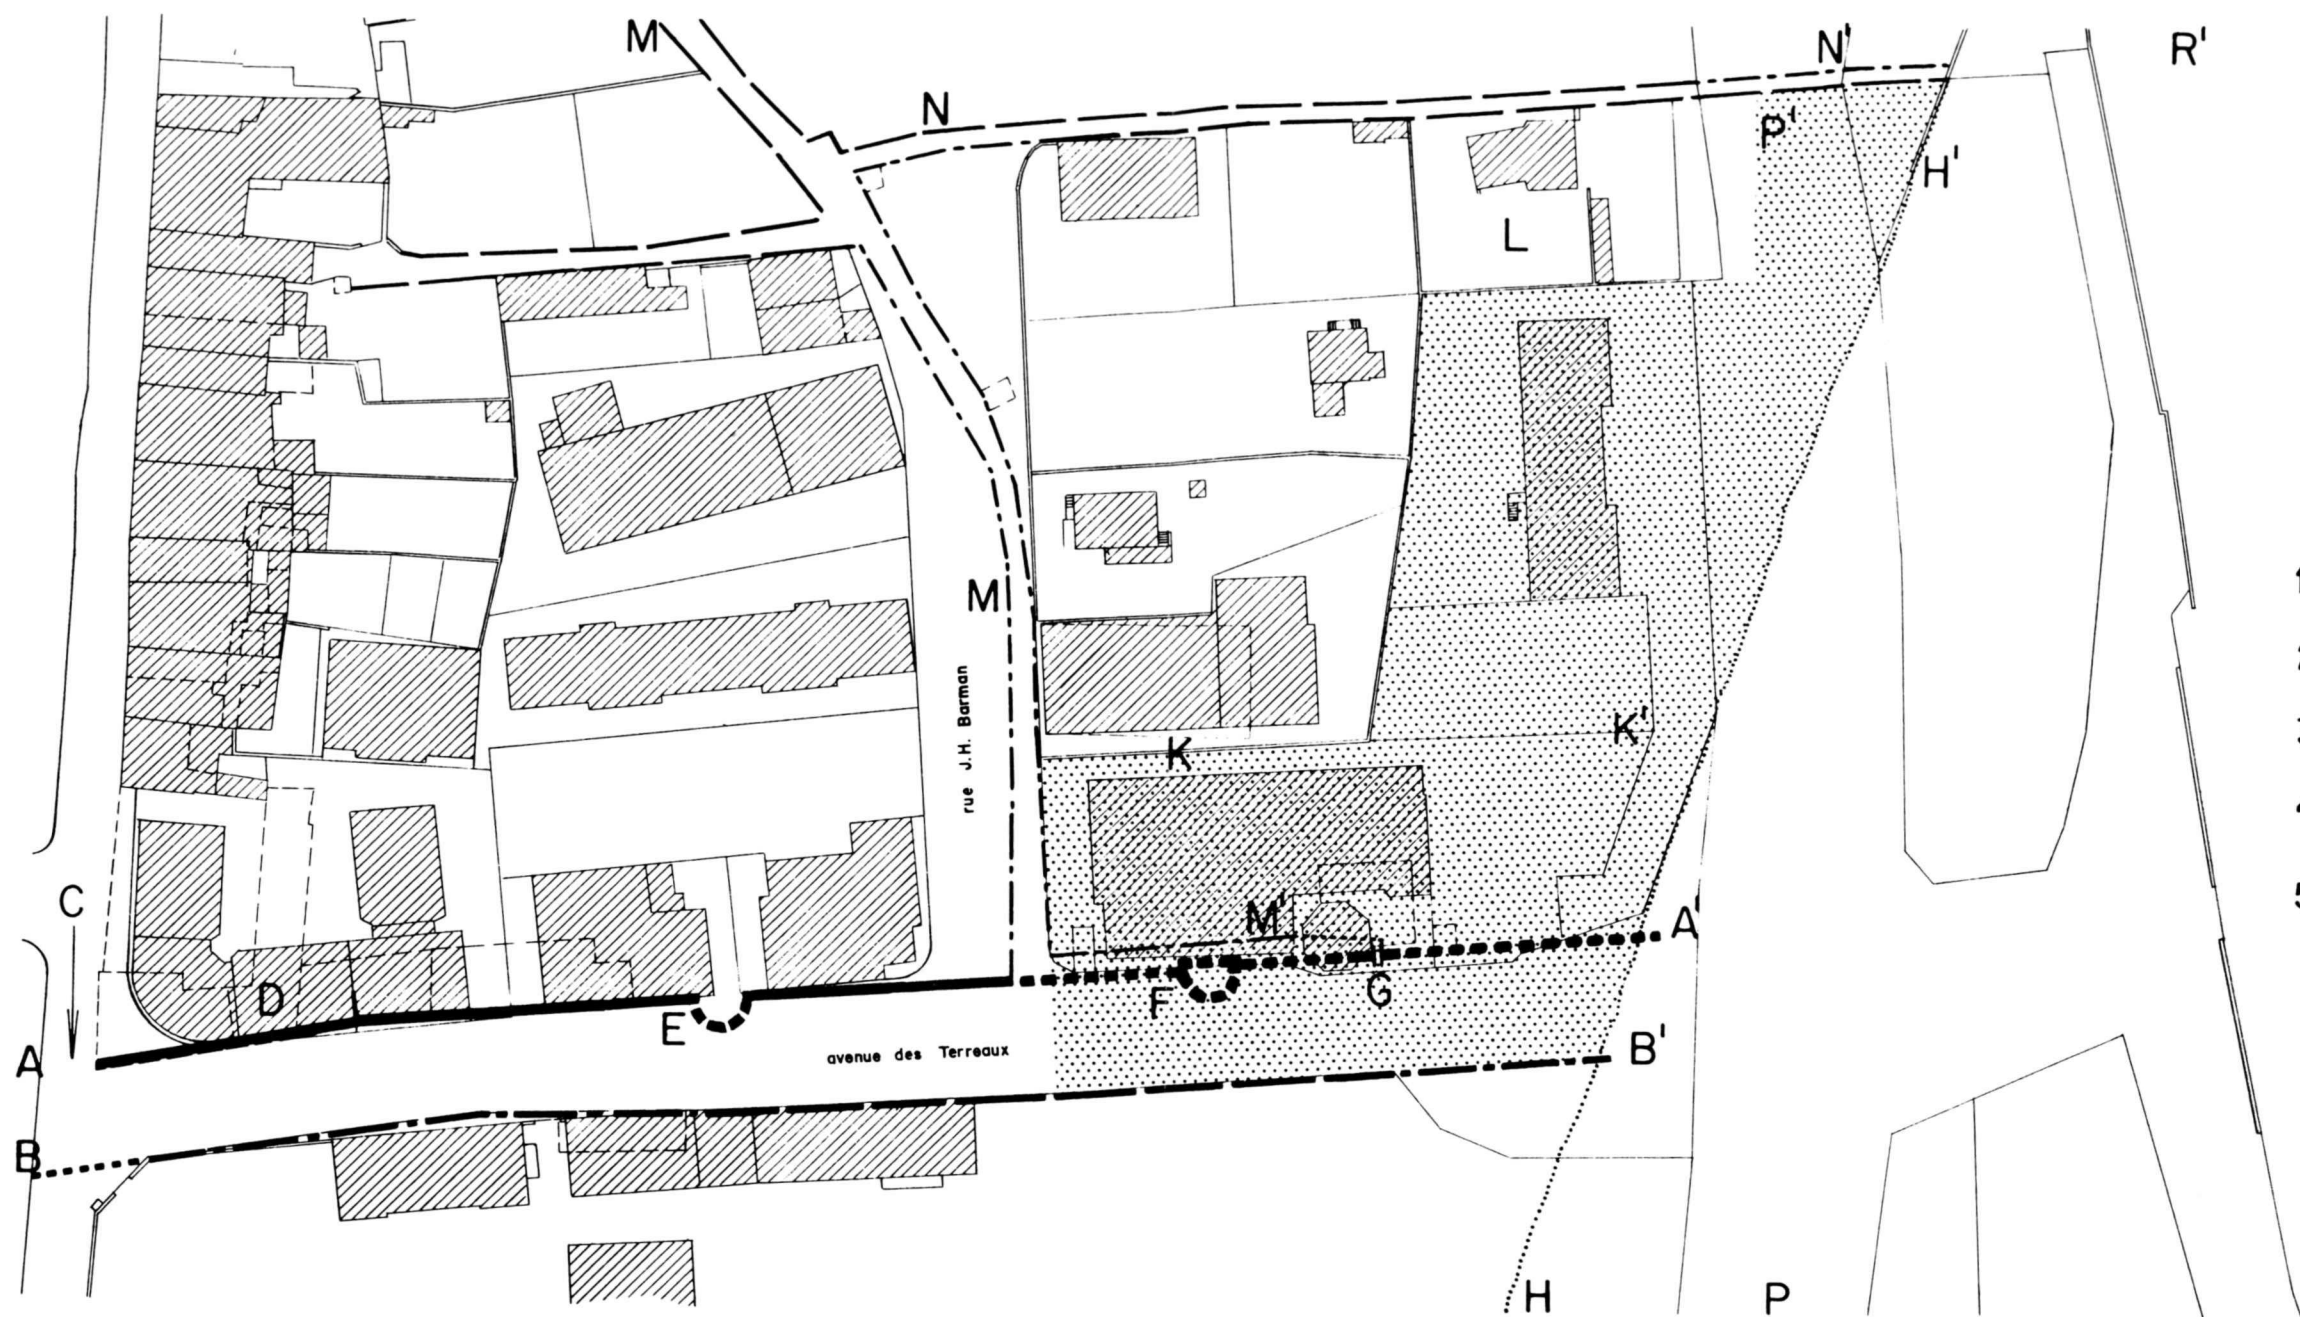 M
N
N'
R'
P'
H'
L
M
rue J.H. Barman
K
K'
C
M'
A'
D
E
F
G
A
avenue des Terreaux
B'
B
H
P